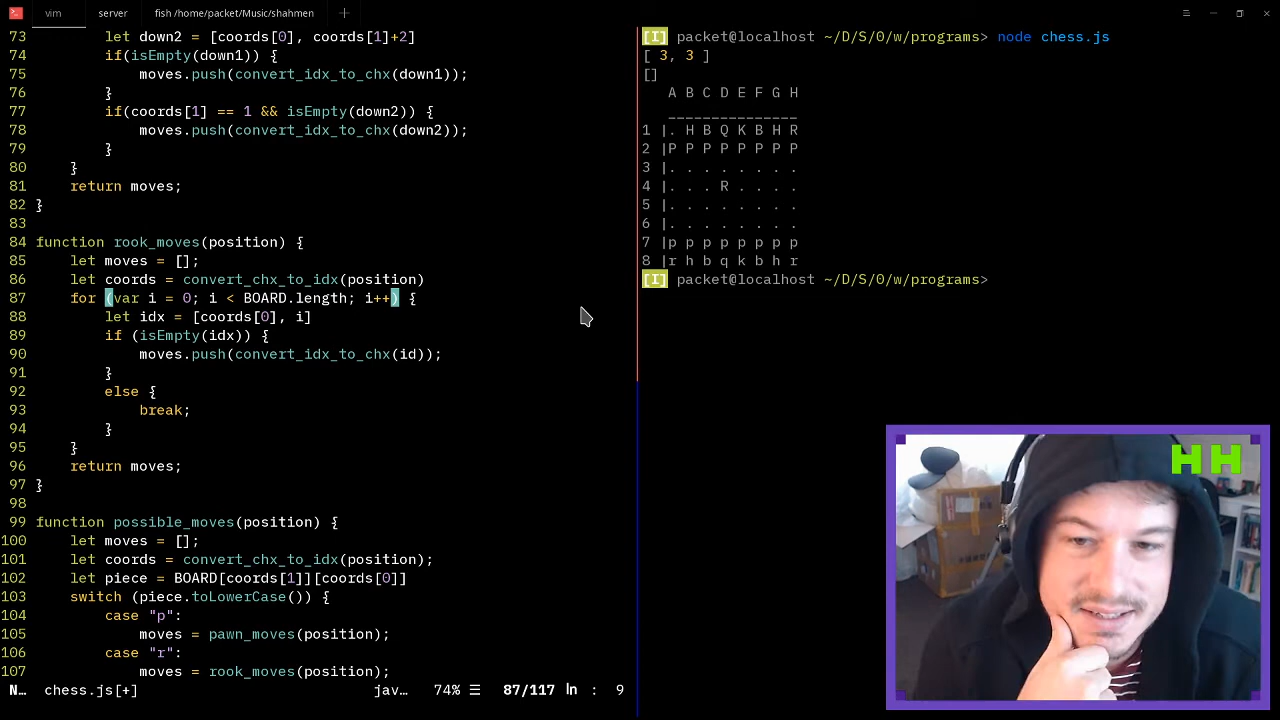 vim server fish /home/packet/Music/shahmen +
73 let down2 = [coords[0], coords[1]+2]
74 if(isEmpty(down1)) {
75 moves.push(convert_idx_to_chx(down1));
76 }
77 if(coords[1] == 1 && isEmpty(down2)) {
78 moves.push(convert_idx_to_chx(down2));
79 }
80 }
81 return moves;
82 }
83
84 function rook_moves(position) {
85 let moves = [];
86 let coords = convert_chx_to_idx(position)
87 for (var i = 0; i < BOARD.length; i++) {
88 let idx = [coords[0], i]
89 if (isEmpty(idx)) {
90 moves.push(convert_idx_to_chx(id));
91 }
92 else {
93 break;
94 }
95 }
96 return moves;
97 }
98
99 function possible_moves(position) {
100 let moves = [];
101 let coords = convert_chx_to_idx(position);
102 let piece = BOARD[coords[1]][coords[0]]
103 switch (piece.toLowerCase()) {
104 case "p":
105 moves = pawn_moves(position);
106 case "r":
107 moves = rook_moves(position);
N… chess.js[+] jav… 74% ☰ 87/117 ln : 9
[I] packet@localhost ~/D/S/0/w/programs> node chess.js
[ 3, 3 ]
[]
A B C D E F G H
_______________
1 |. H B Q K B H R
2 |P P P P P P P P
3 |. . . . . . . .
4 |. . . R . . . .
5 |. . . . . . . .
6 |. . . . . . . .
7 |p p p p p p p p
8 |r h b q k b h r
[I] packet@localhost ~/D/S/0/w/programs>
HH